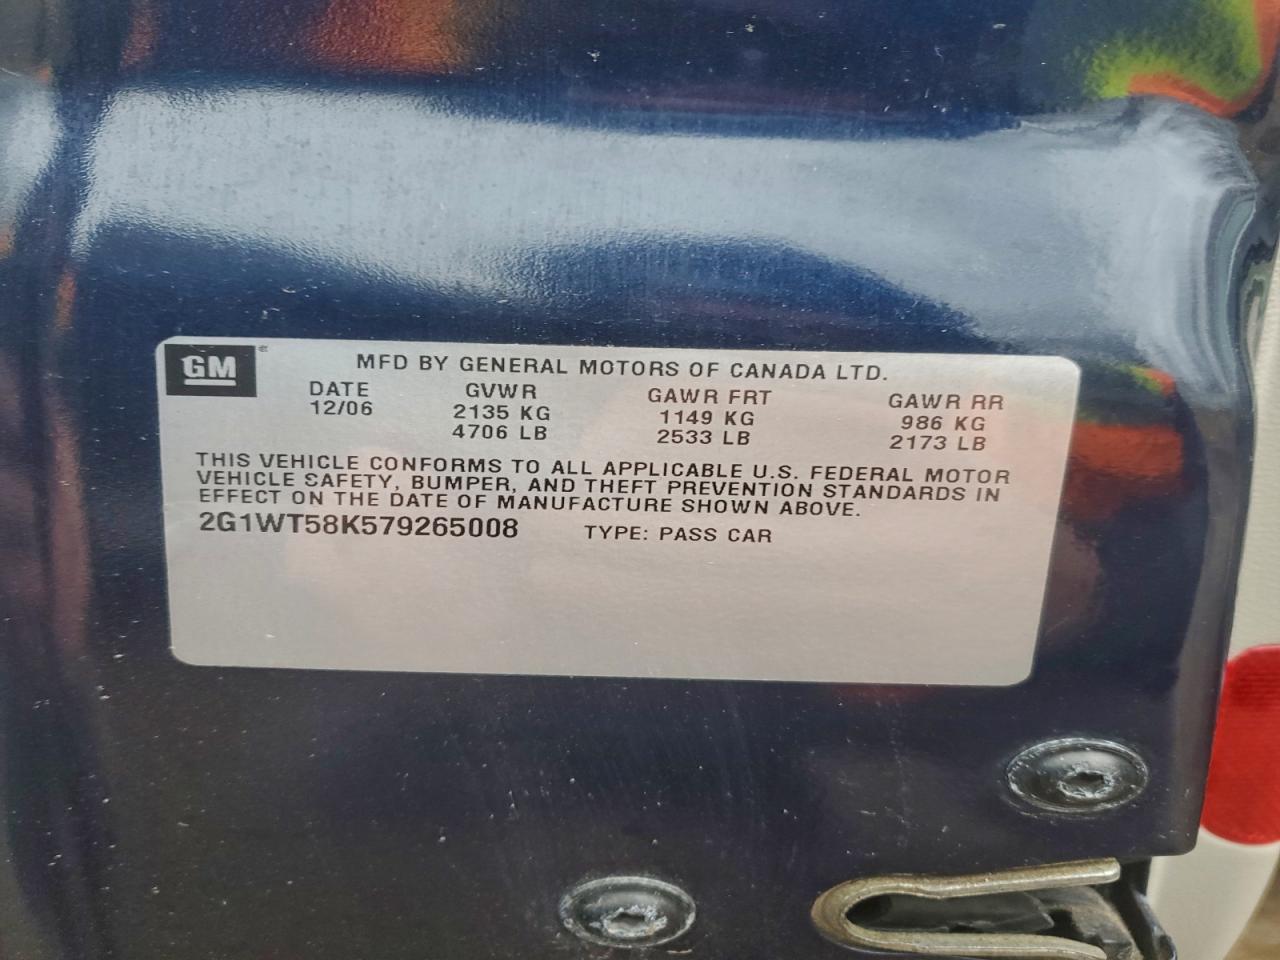 GM
MFD BY GENERAL MOTORS OF CANADA LTD.
DATE GVWR GAWR FRT GAWR RR
12/06 2135 KG 1149 KG 986 KG
4706 LB 2533 LB 2173 LB
THIS VEHICLE CONFORMS TO ALL APPLICABLE U.S. FEDERAL MOTOR
VEHICLE SAFETY, BUMPER, AND THEFT PREVENTION STANDARDS IN
EFFECT ON THE DATE OF MANUFACTURE SHOWN ABOVE.
2G1WT58K579265008 TYPE: PASS CAR